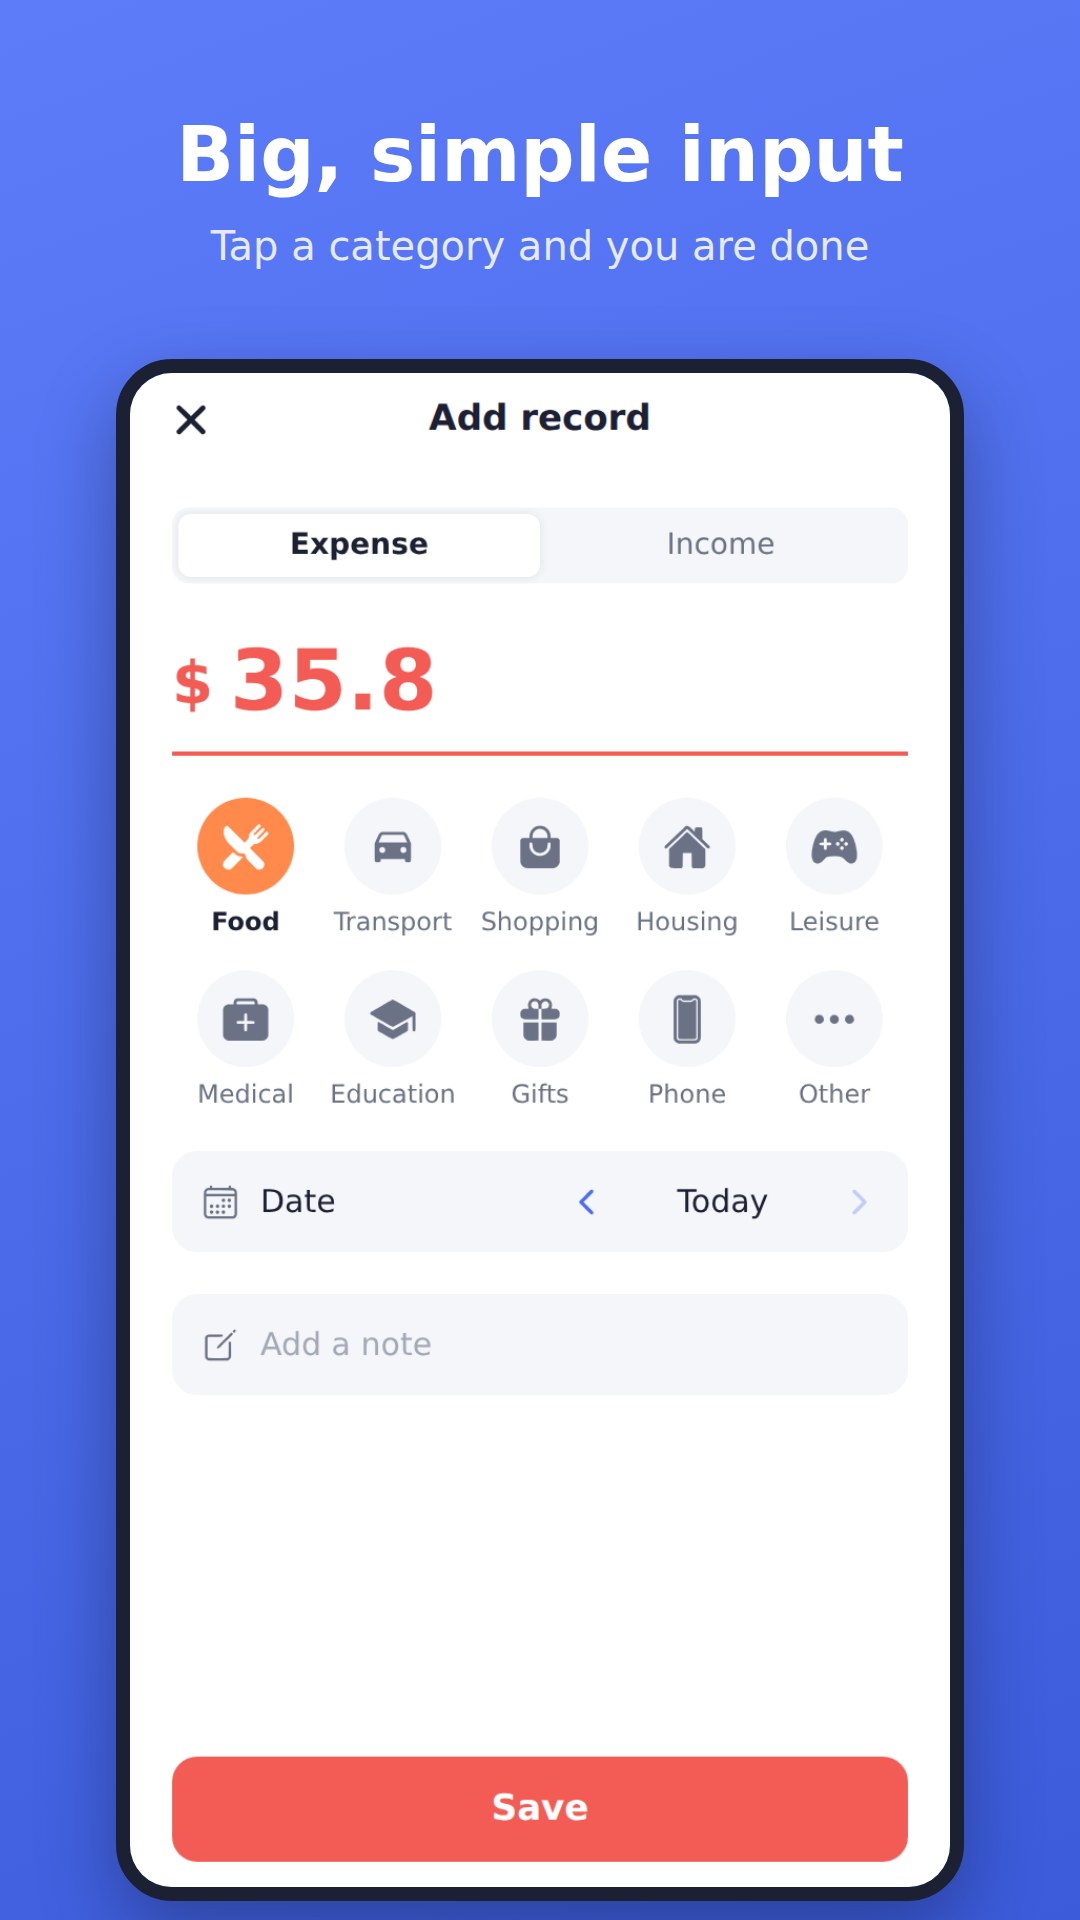 Big, simple input
Tap a category and you are done
Add record
Expense Income
$ 35.8
Food Transport Shopping Housing Leisure
Medical Education Gifts Phone Other
Date Today
Add a note
Save